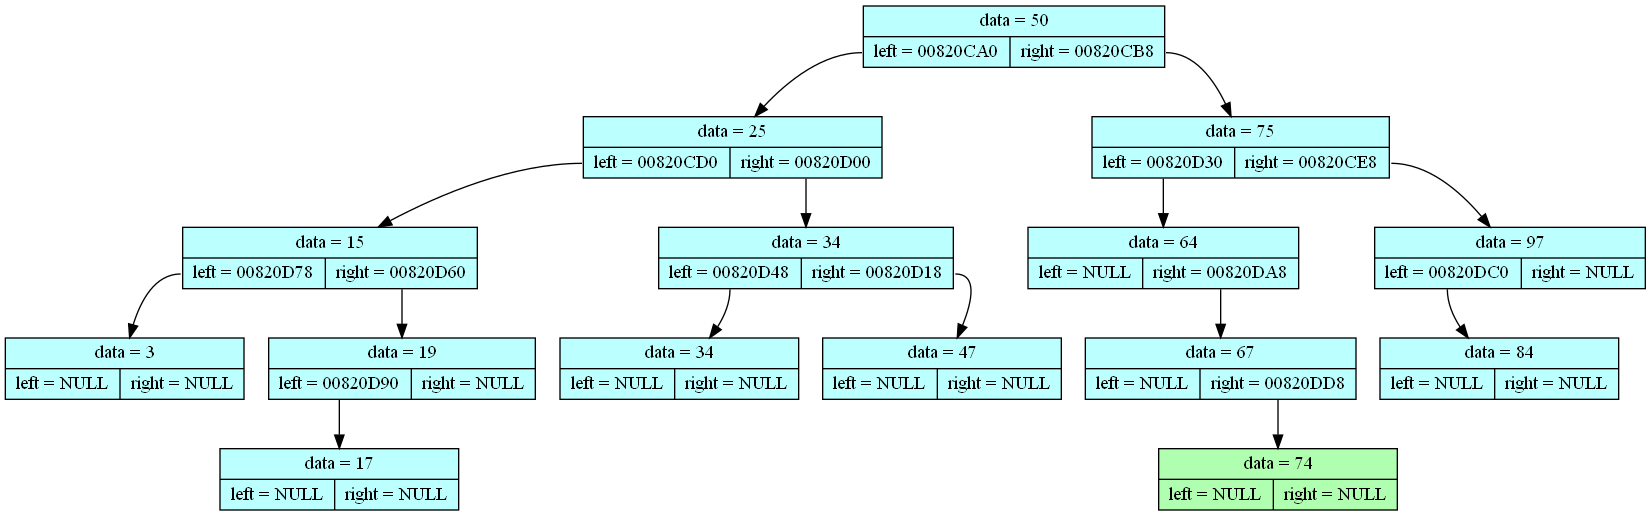 data = 50
left = 00820CA0 right = 00820CB8
data = 25
left = 00820CD0 right = 00820D00
data = 75
left = 00820D30 right = 00820CE8
data = 15
left = 00820D78 right = 00820D60
data = 34
left = 00820D48 right = 00820D18
data = 64
left = NULL right = 00820DA8
data = 97
left = 00820DC0 right = NULL
data = 3
left = NULL right = NULL
data = 19
left = 00820D90 right = NULL
data = 34
left = NULL right = NULL
data = 47
left = NULL right = NULL
data = 67
left = NULL right = 00820DD8
data = 84
left = NULL right = NULL
data = 17
left = NULL right = NULL
data = 74
left = NULL right = NULL